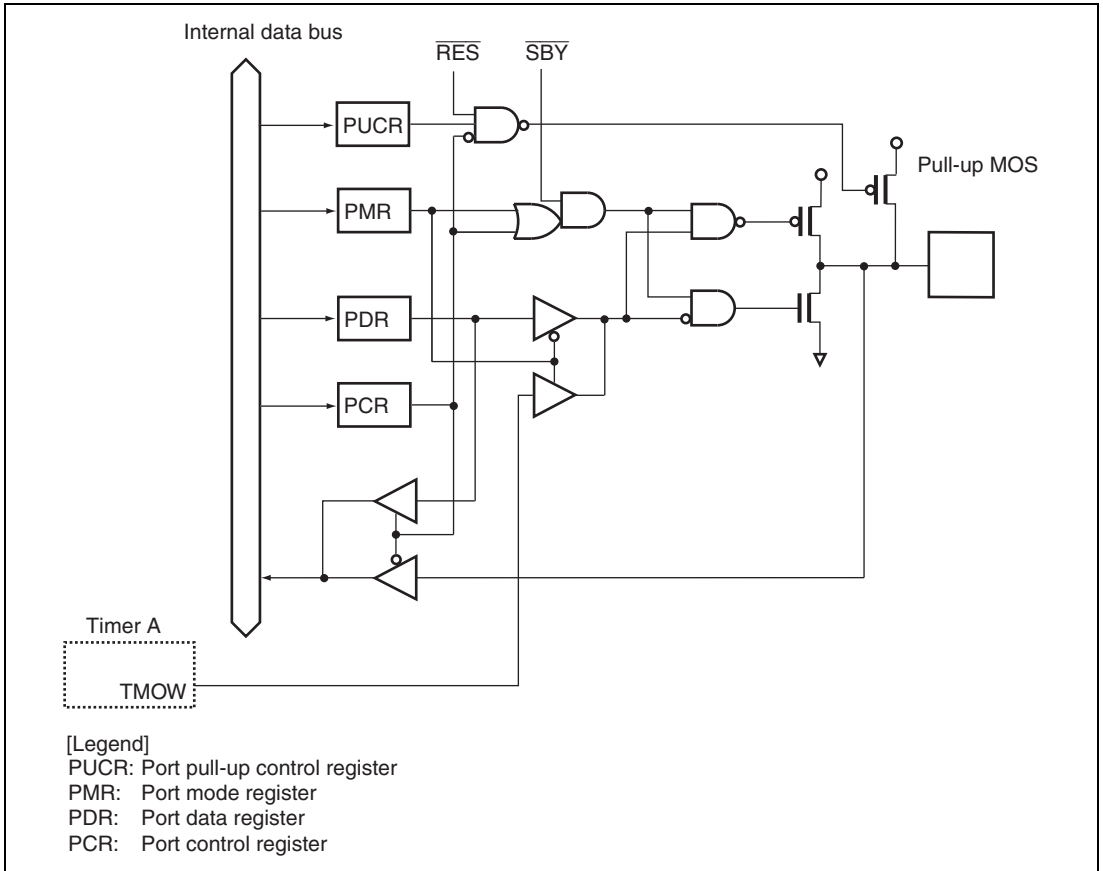 Internal data bus
RES SBY
PUCR
Pull-up MOS
PMR
PDR
PCR
Timer A
TMOW
[Legend]
PUCR: Port pull-up control register
PMR: Port mode register
PDR: Port data register
PCR: Port control register